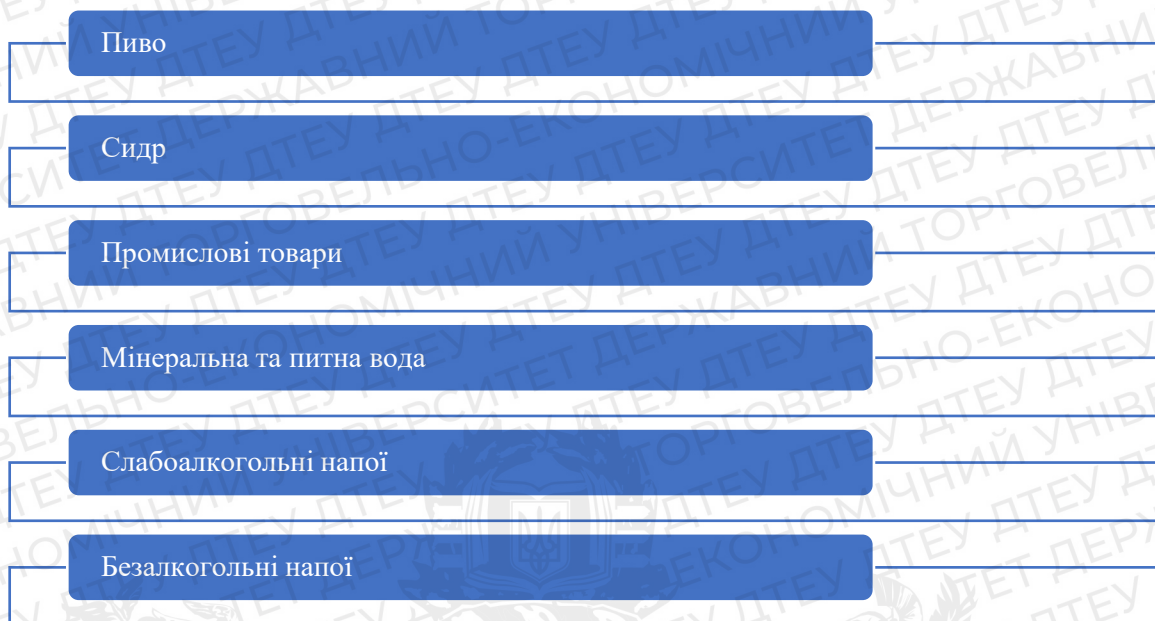 Пиво
Сидр
Промислові товари
Мінеральна та питна вода
Слабоалкогольні напої
Безалкогольні напої